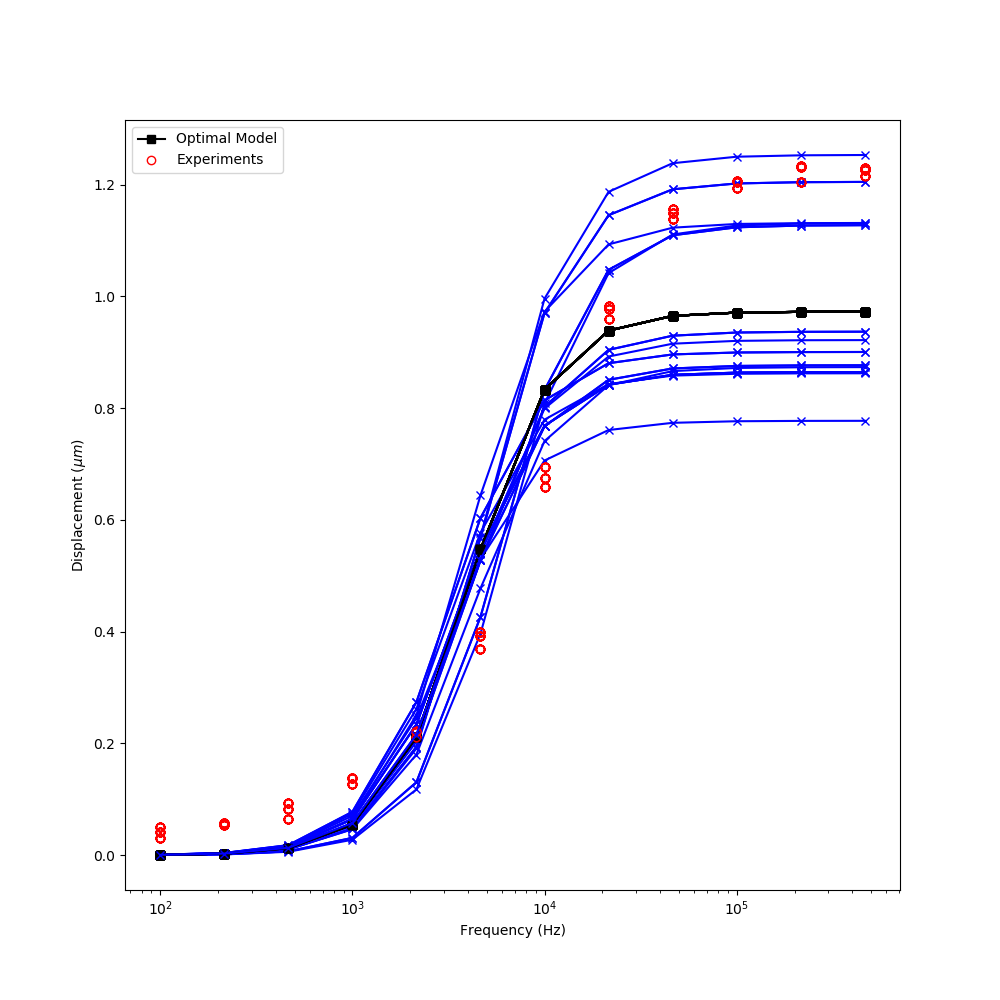 Optimal Model
Experiments
Displacement (μm)
1.2
1.0
0.8
0.6
0.4
0.2
0.0
10²
10³
10⁴
10⁵
Frequency (Hz)